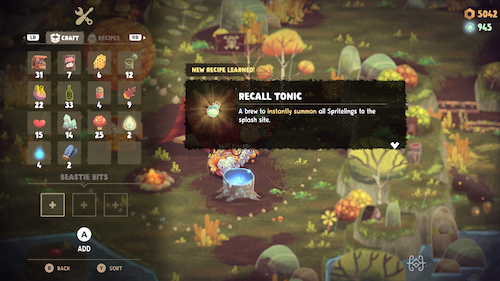 LB CRAFT RECIPES RB
5042
945
31 7 6 12
22 33 4 9
15 14 23 2
4 2
NEW RECIPE LEARNED!
RECALL TONIC
A brew to instantly summon all Spritelings to the
splash site.
BEASTIE BITS
A
ADD
B BACK Y SORT